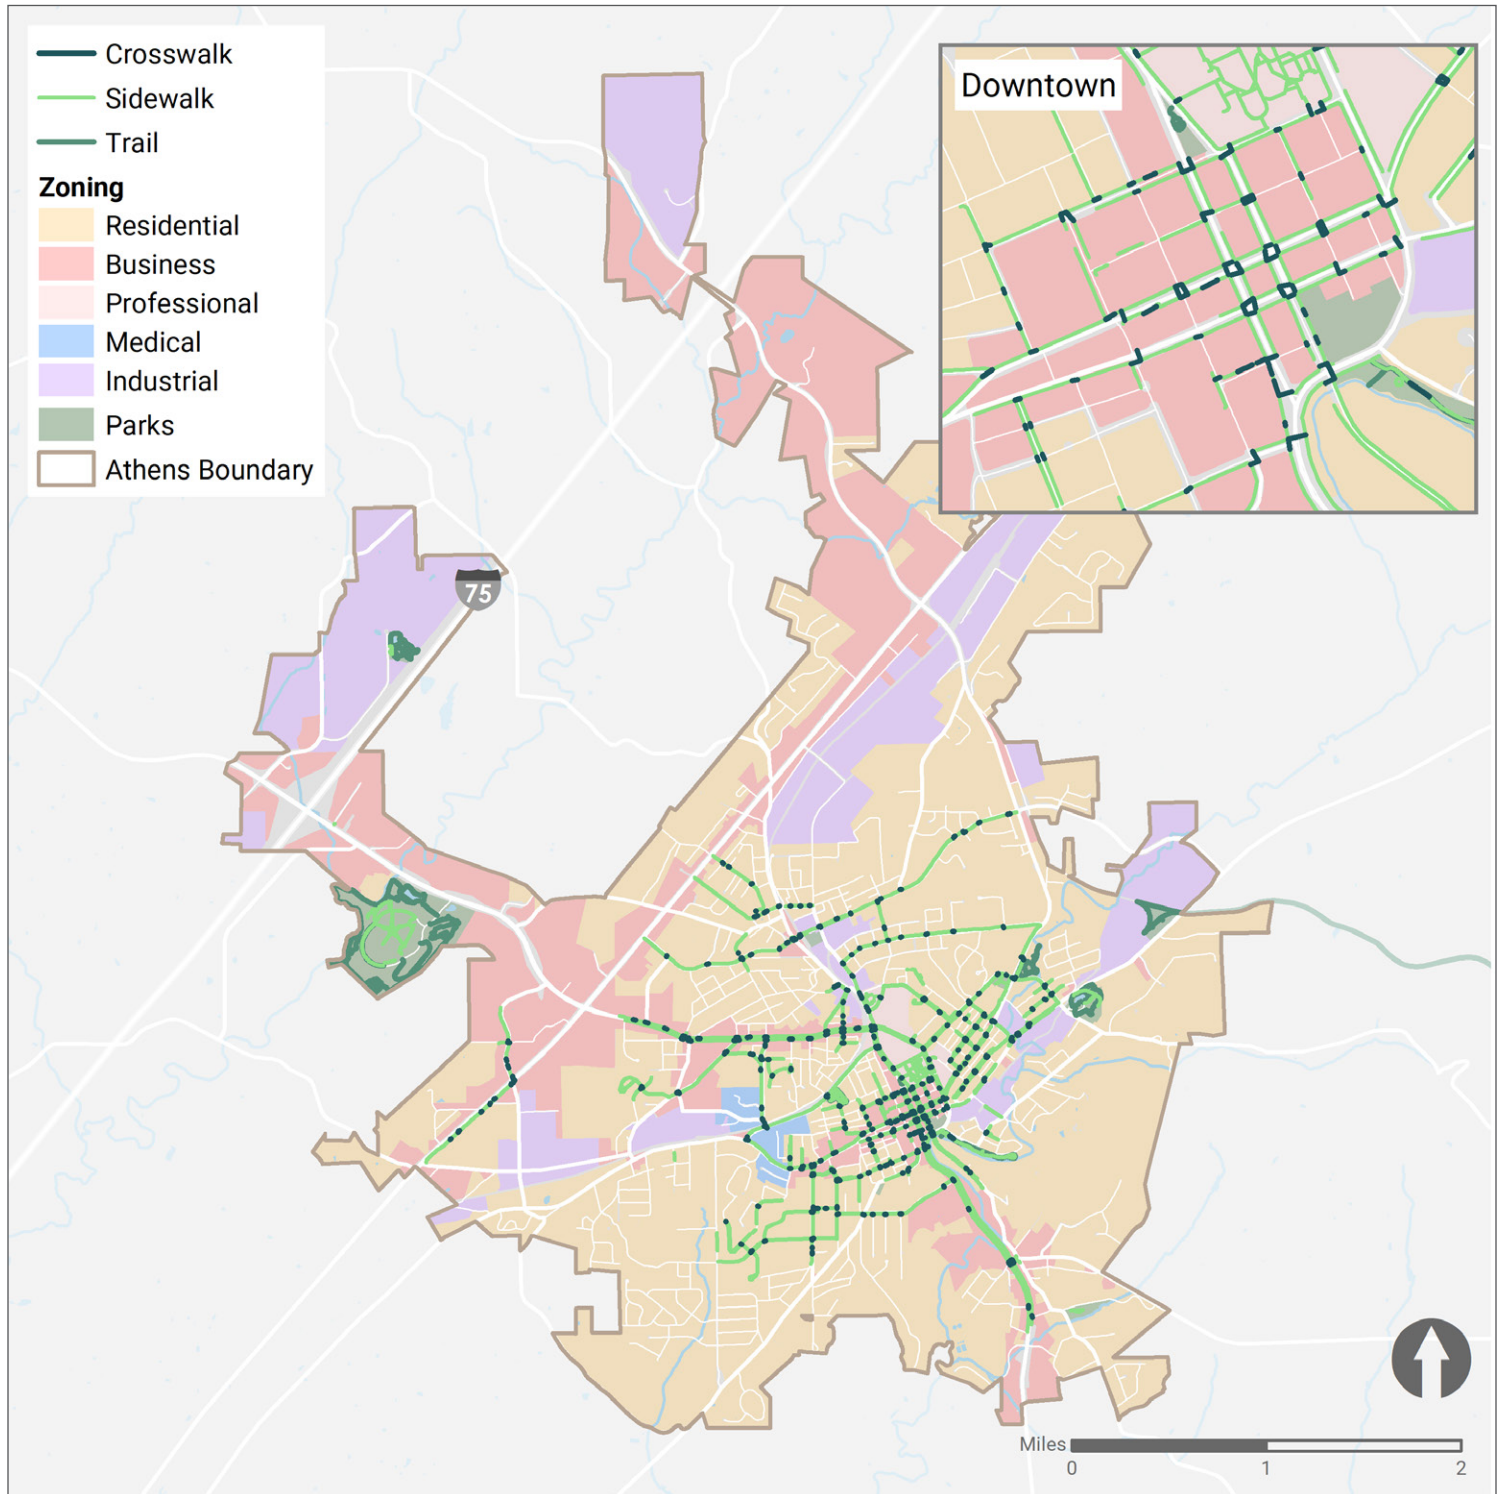 Crosswalk
Sidewalk
Trail
Zoning
Residential
Business
Professional
Medical
Industrial
Parks
Athens Boundary
Downtown
75
Miles
0 1 2